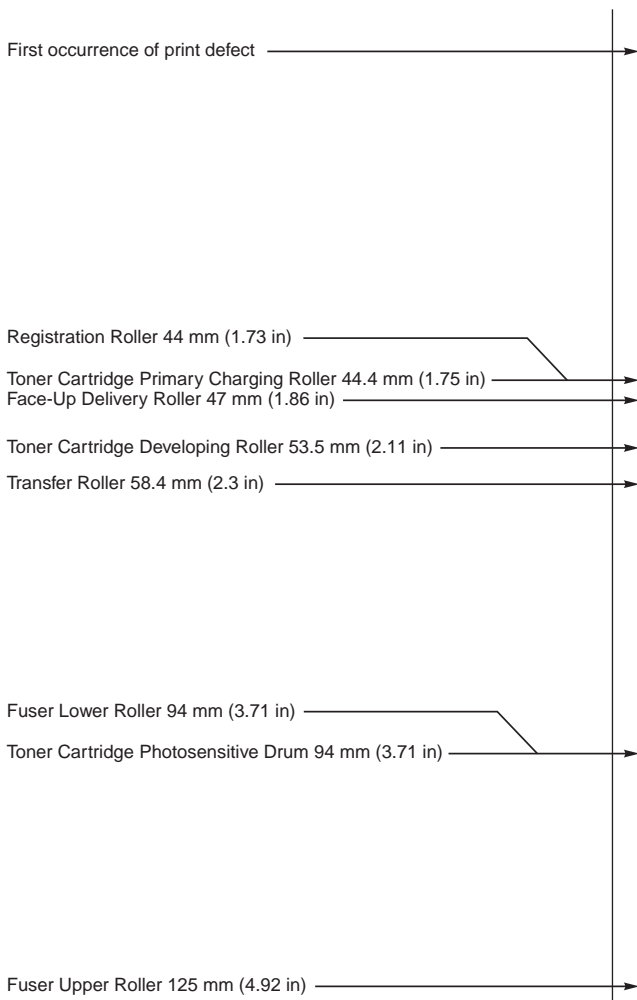 First occurrence of print defect
Registration Roller 44 mm (1.73 in)
Toner Cartridge Primary Charging Roller 44.4 mm (1.75 in)
Face-Up Delivery Roller 47 mm (1.86 in)
Toner Cartridge Developing Roller 53.5 mm (2.11 in)
Transfer Roller 58.4 mm (2.3 in)
Fuser Lower Roller 94 mm (3.71 in)
Toner Cartridge Photosensitive Drum 94 mm (3.71 in)
Fuser Upper Roller 125 mm (4.92 in)